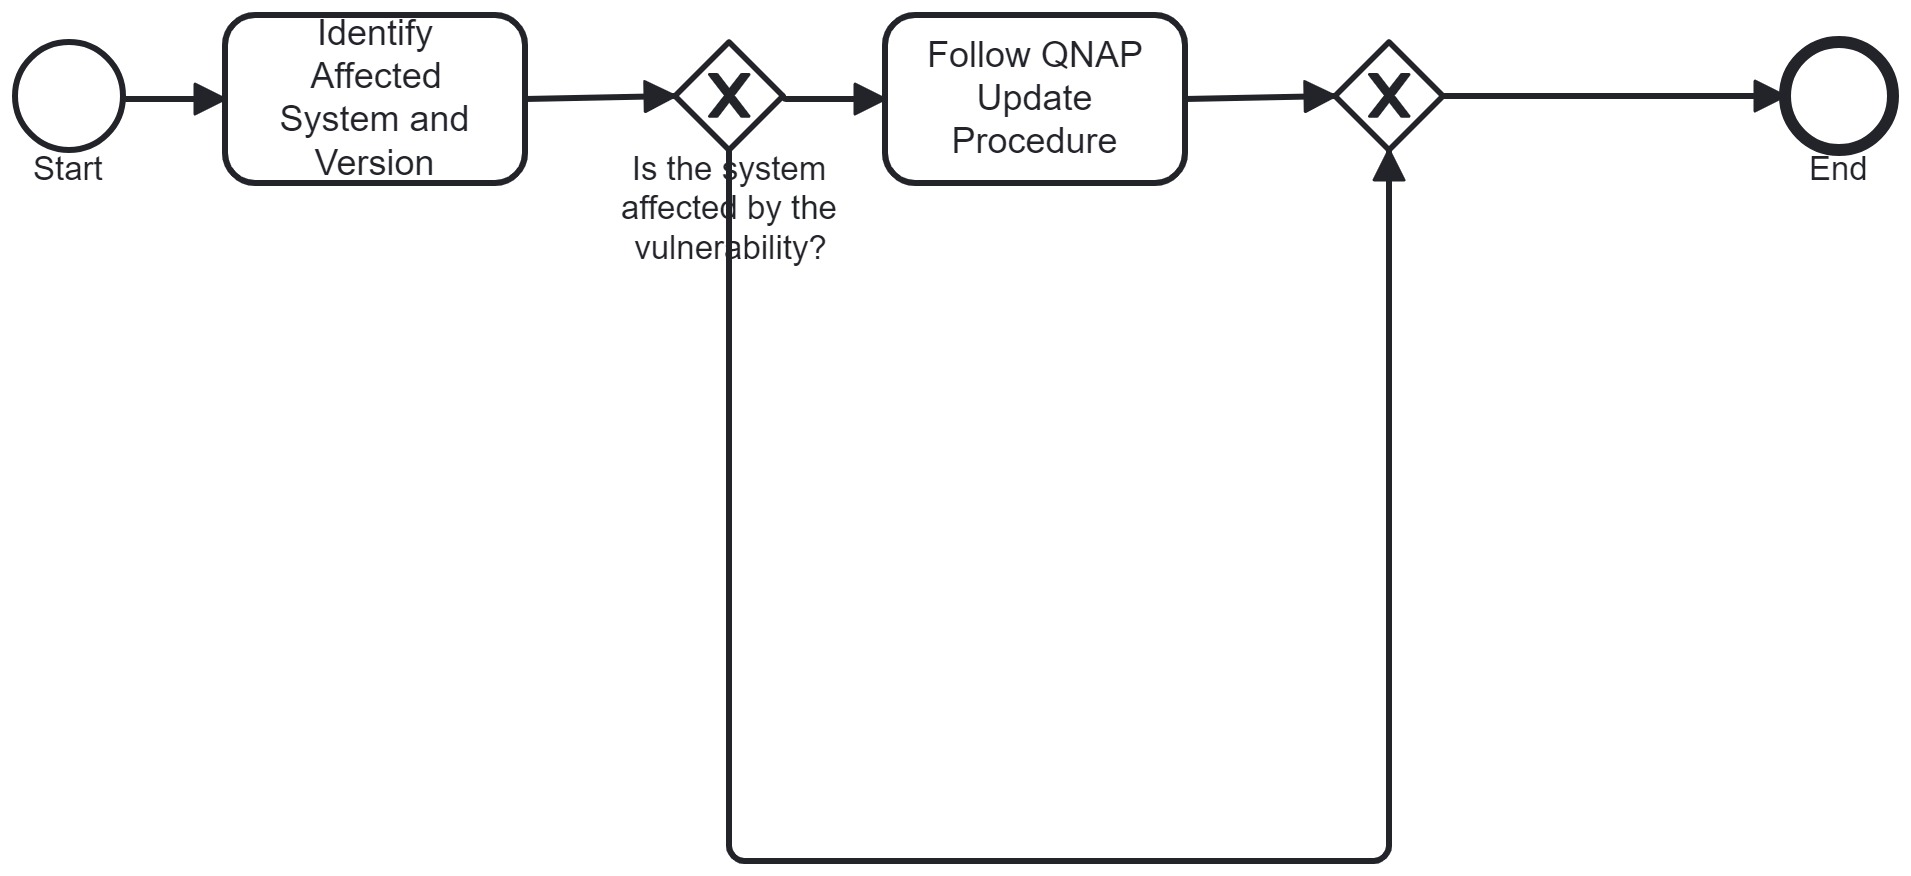 Start
Identify
Affected
System and
Version
X
Is the system
affected by the
vulnerability?
Follow QNAP
Update
Procedure
X
End